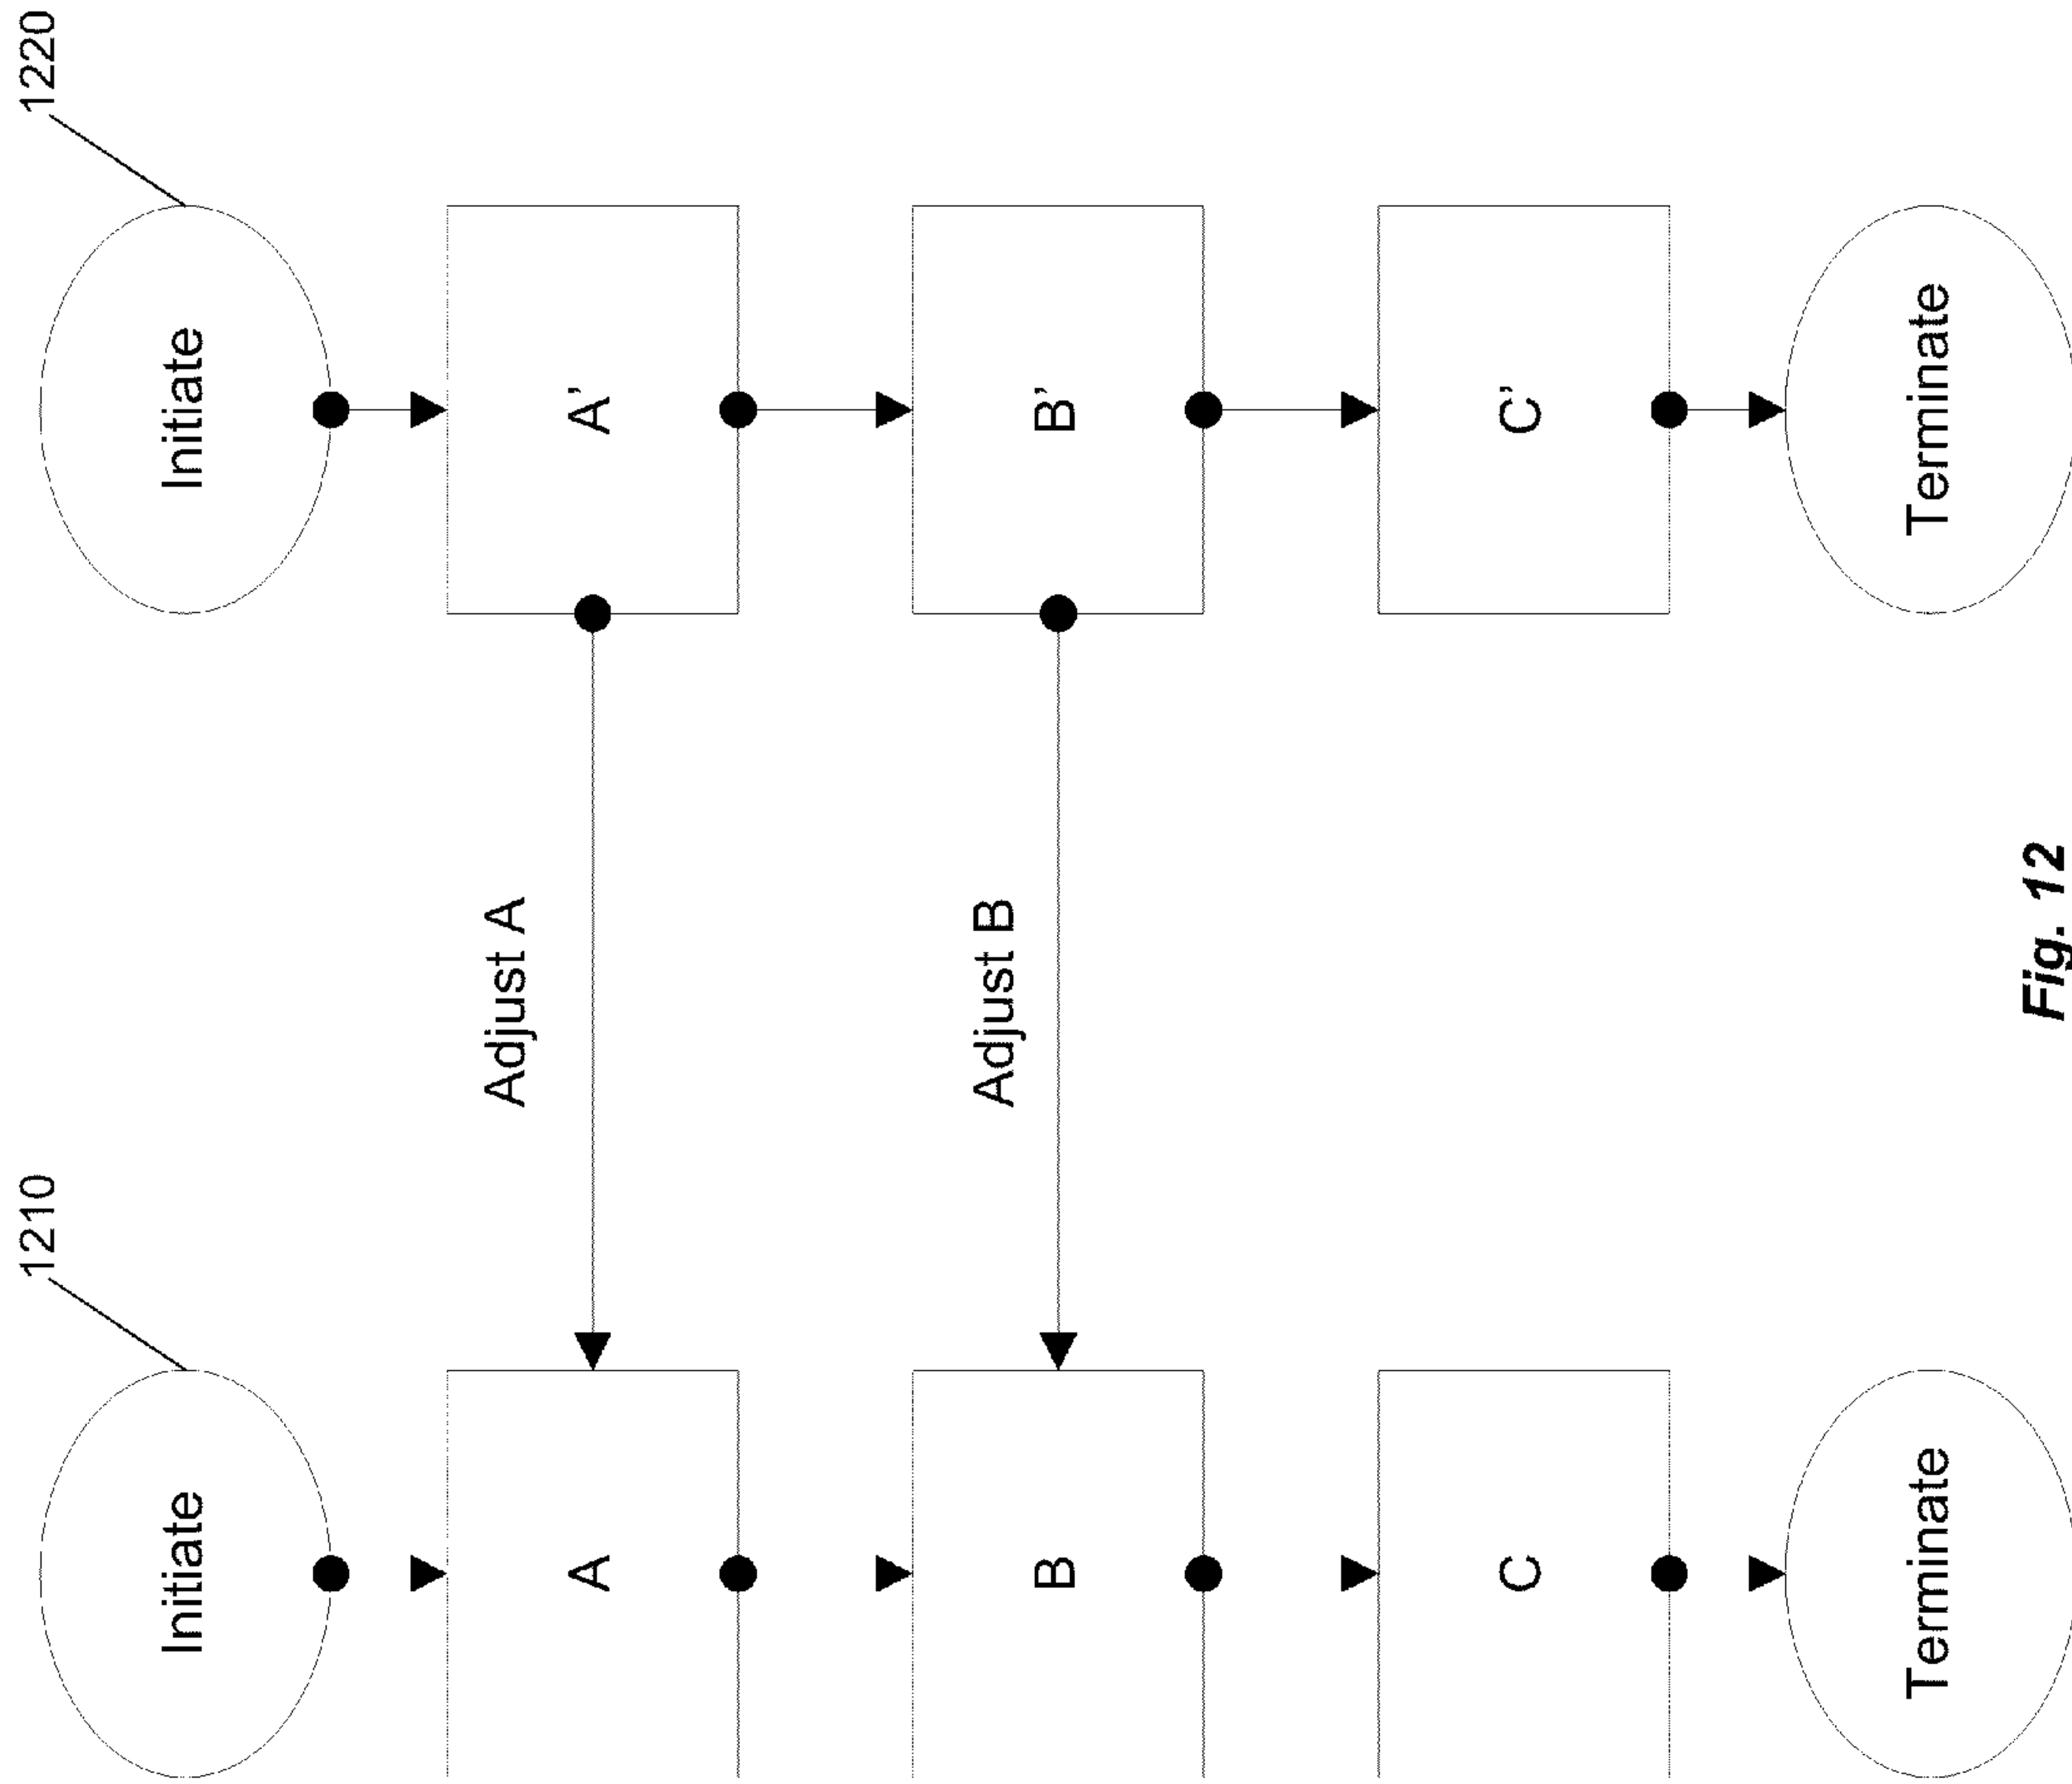 1210
Initiate
A
B
C
Terminate
Adjust A
Adjust B
1220
Initiate
A'
B'
C'
Terminate
Fig. 12